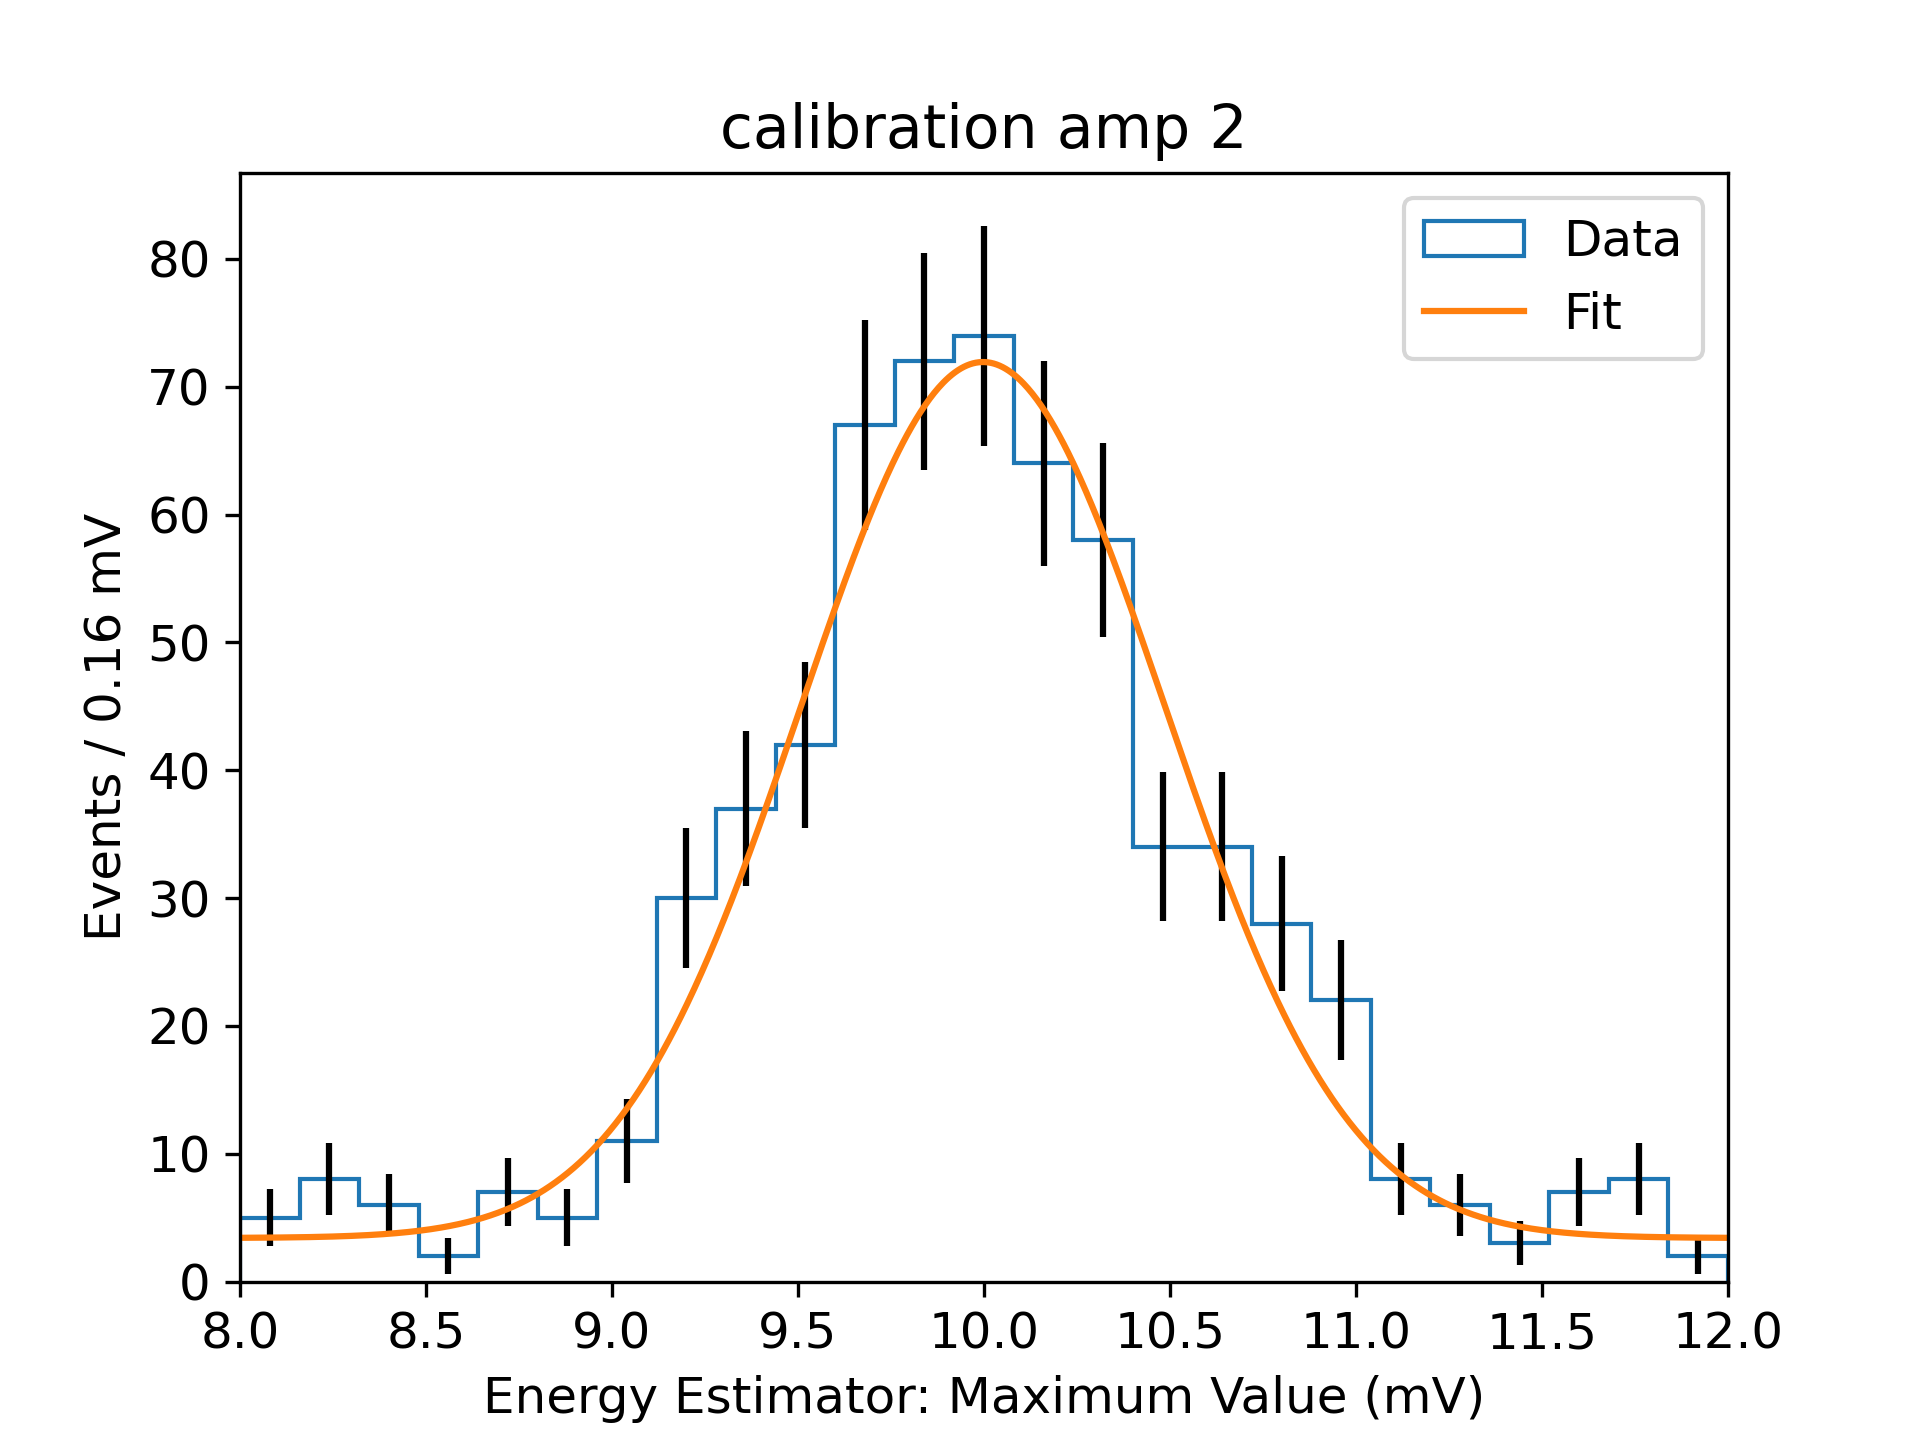 calibration amp 2
Data
Fit
Events / 0.16 mV
80
70
60
50
40
30
20
10
0
8.0 8.5 9.0 9.5 10.0 10.5 11.0 11.5 12.0
Energy Estimator: Maximum Value (mV)